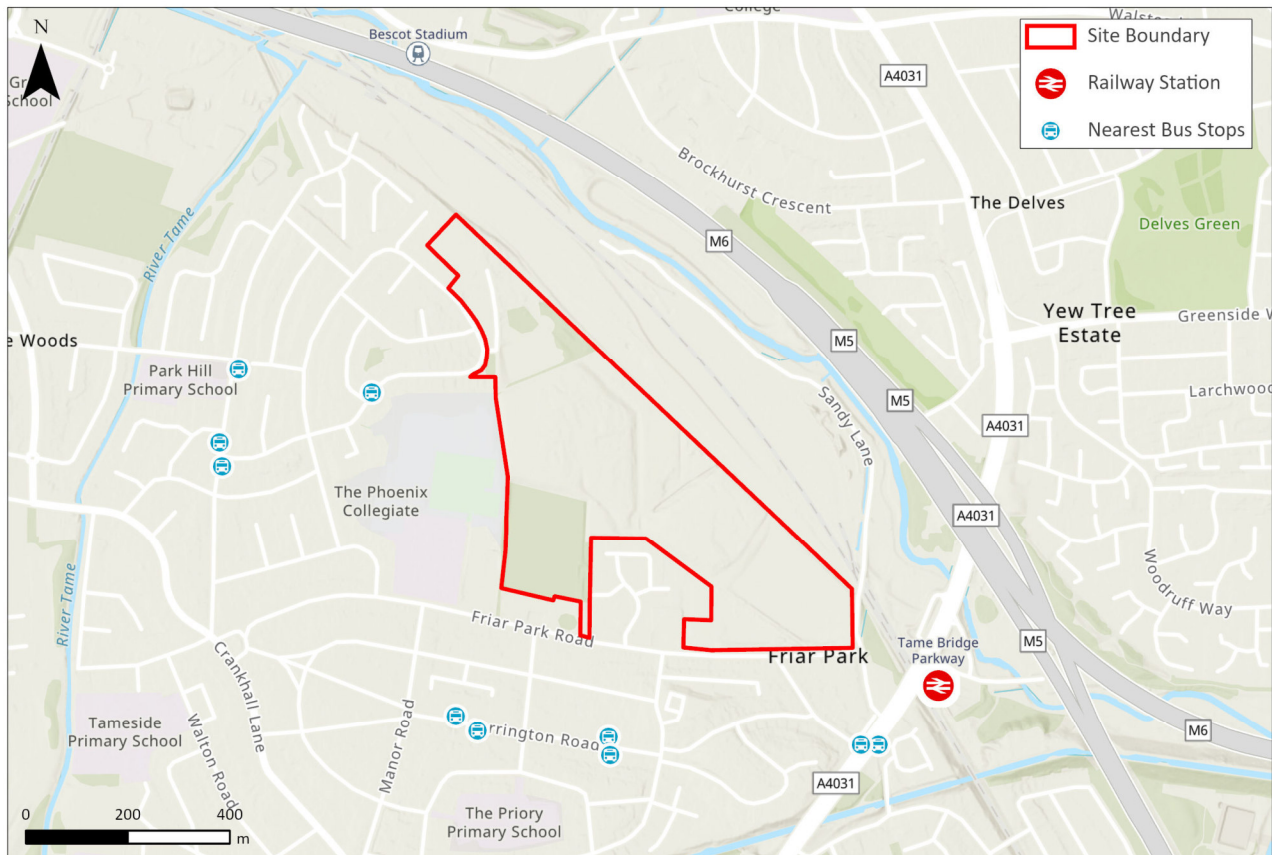 College
Walst
Bescot Stadium
N
Site Boundary
A4031
Railway Station
School
Nearest Bus Stops
Brockhurst Crescent
The Delves
Delves Green
River Tame
M6
Yew Tree
Estate
Greenside W
e Woods
M5
Park Hill
Primary School
Larchwood
M5
Sandy Lane
A4031
The Phoenix
Collegiate
A4031
Woodruff Way
River Tame
Friar Park Road
M5
Friar Park
Tame Bridge
Parkway
Crankhall Lane
Tameside
Primary School
Walton Road
Manor Road
rrington Road
M6
A4031
The Priory
Primary School
0 200 400
m